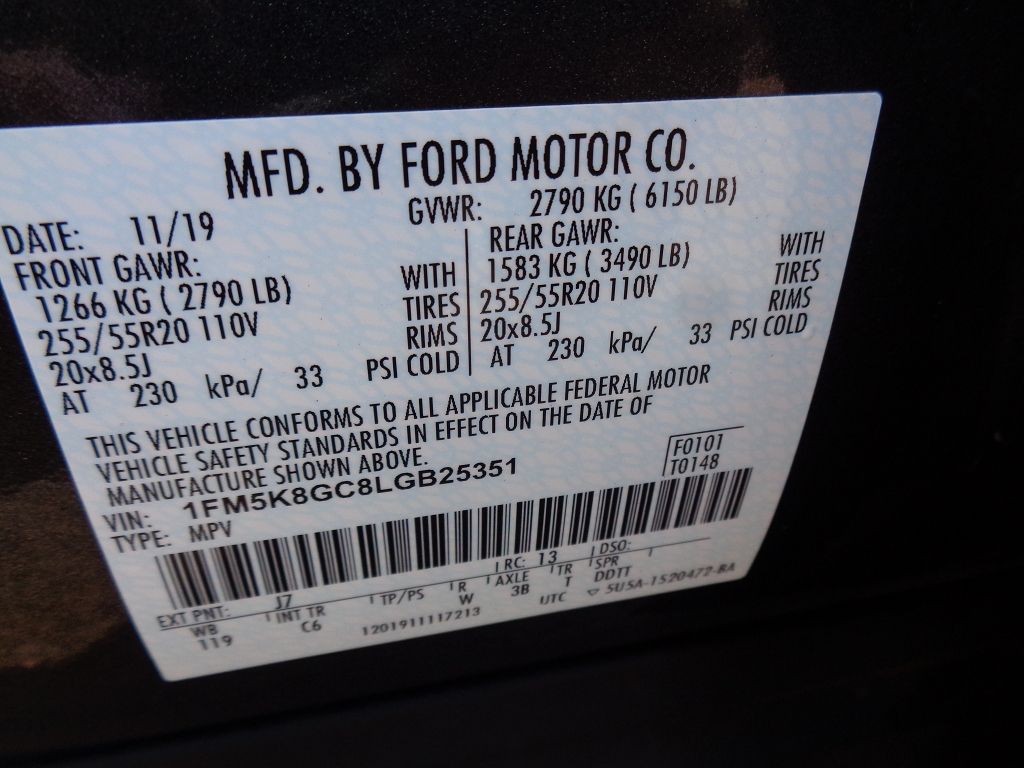 MFD. BY FORD MOTOR CO.
DATE: 11/19 GVWR: 2790 KG ( 6150 LB)
FRONT GAWR:
1266 KG ( 2790 LB) WITH
255/55R20 110V TIRES
20x8.5J RIMS
AT 230 kPa/ 33 PSI COLD
REAR GAWR:
1583 KG ( 3490 LB) WITH
255/55R20 110V TIRES
20x8.5J RIMS
AT 230 kPa/ 33 PSI COLD
THIS VEHICLE CONFORMS TO ALL APPLICABLE FEDERAL MOTOR
VEHICLE SAFETY STANDARDS IN EFFECT ON THE DATE OF
MANUFACTURE SHOWN ABOVE.
VIN: 1FM5K8GC8LGB25351
TYPE: MPV
F0101
T0148
EXT PNT: J7 RC: 13 DSO:
WB INT TR TP/PS R AXLE TR SPR
119 C6 W 3B T DDTT
1201911117213 UTC ▽ 5U5A-1520472-BA